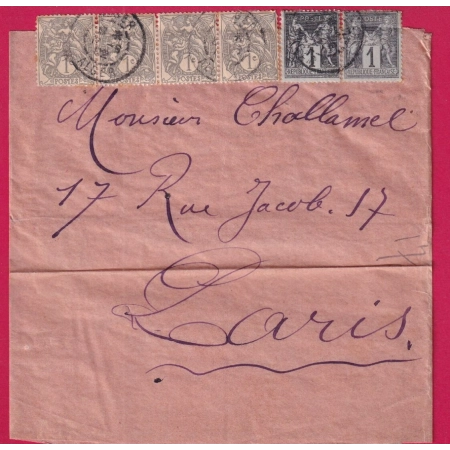 Monsieur Challamel
17 Rue Jacob. 17
Paris.